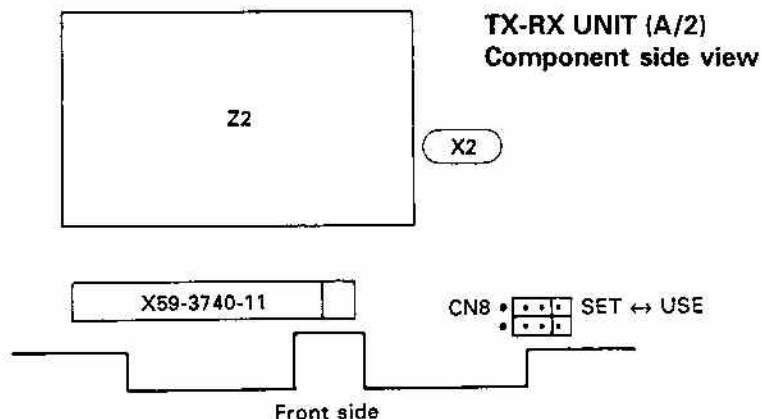 TX-RX UNIT (A/2)
Component side view
Z2
X2
X59-3740-11
CN8 SET ↔ USE
Front side